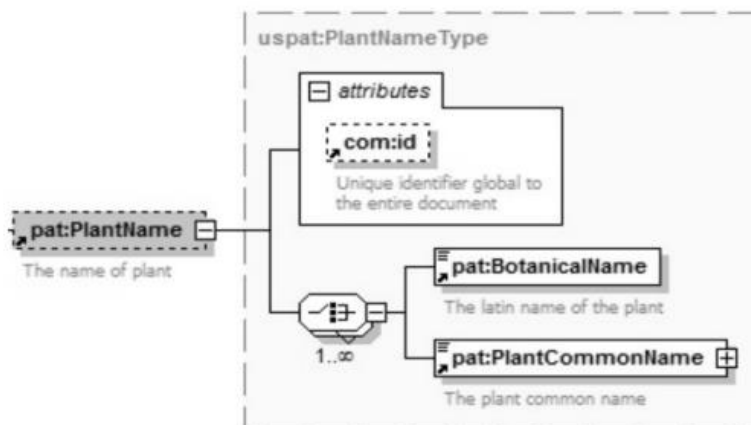 uspat:PlantNameType
attributes
com:id
Unique identifier global to
the entire document
pat:PlantName
The name of plant
1..∞
pat:BotanicalName
The latin name of the plant
pat:PlantCommonName
The plant common name